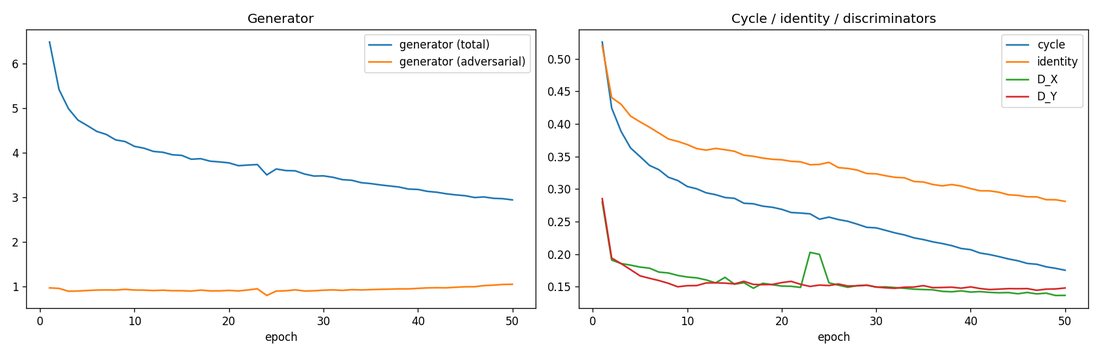 Generator
generator (total)
generator (adversarial)
6
5
4
3
2
1
0 10 20 30 40 50
epoch
Cycle / identity / discriminators
cycle
identity
D_X
D_Y
0.50
0.45
0.40
0.35
0.30
0.25
0.20
0.15
0 10 20 30 40 50
epoch